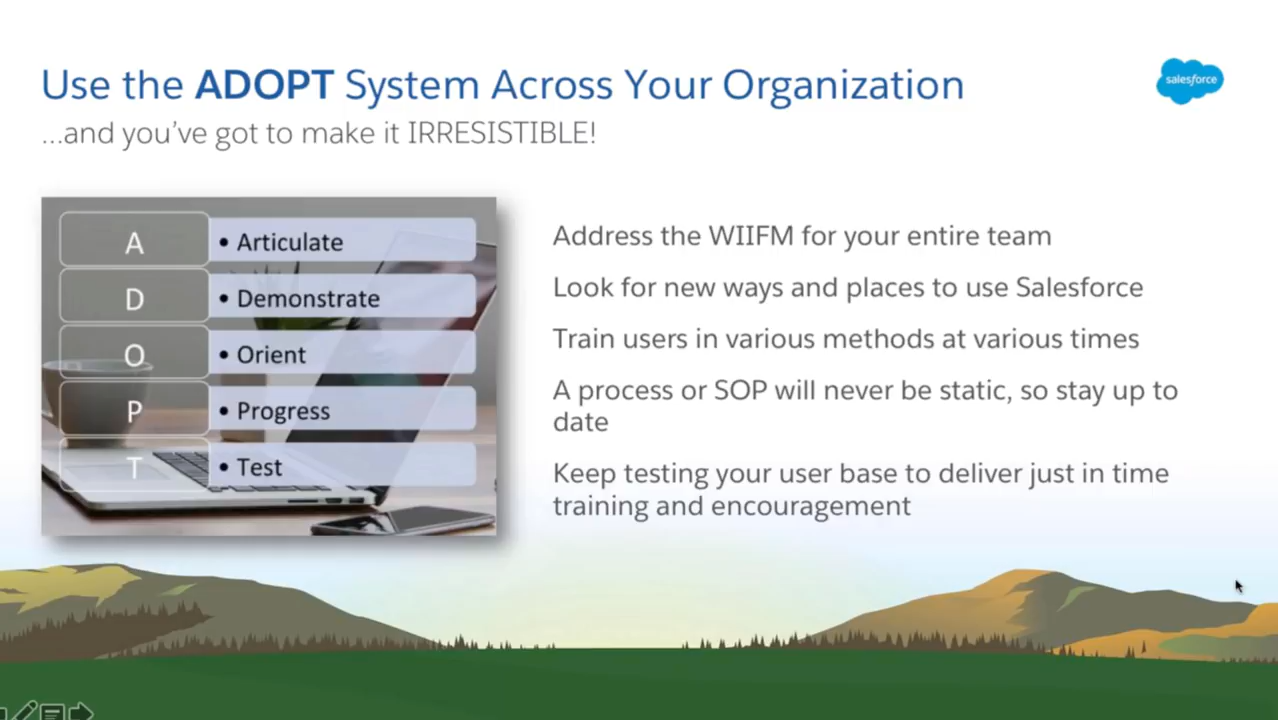 Use the ADOPT System Across Your Organization
...and you've got to make it IRRESISTIBLE!
salesforce
A
• Articulate
D
• Demonstrate
O
• Orient
P
• Progress
T
• Test
Address the WIIFM for your entire team
Look for new ways and places to use Salesforce
Train users in various methods at various times
A process or SOP will never be static, so stay up to
date
Keep testing your user base to deliver just in time
training and encouragement